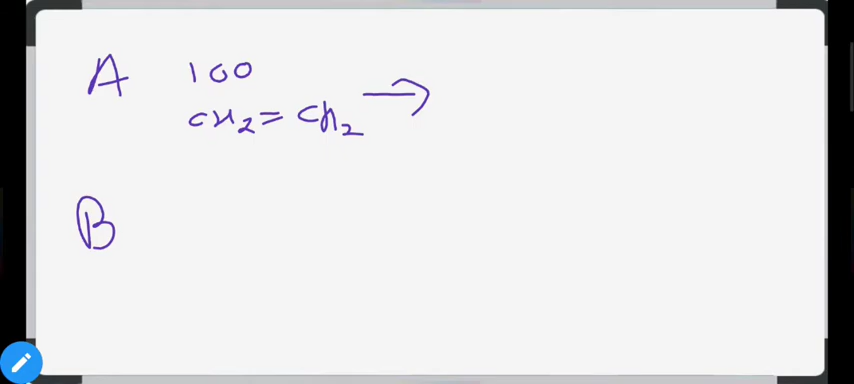 A 100
CH2 = CH2 →
B